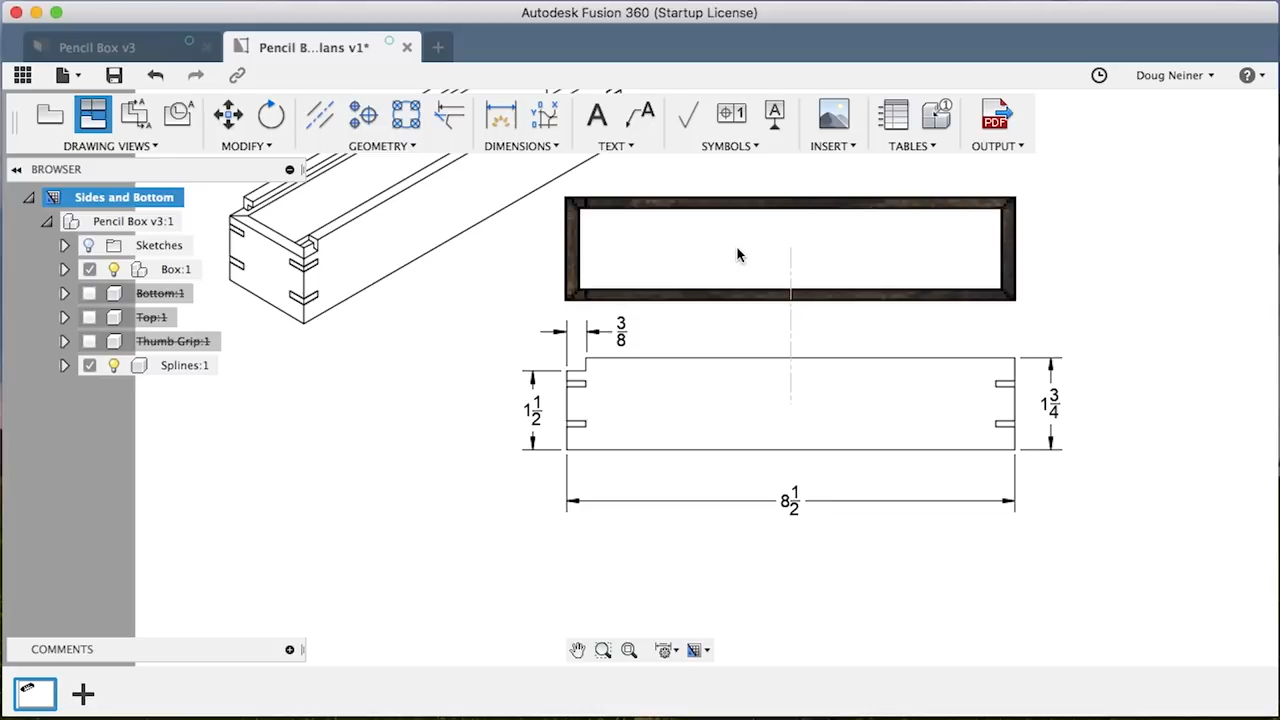 Autodesk Fusion 360 (Startup License)
Pencil Box v3
Pencil B...lans v1*
Doug Neiner
DRAWING VIEWS
MODIFY
GEOMETRY
DIMENSIONS
TEXT
SYMBOLS
INSERT
TABLES
OUTPUT
PDF
BROWSER
Sides and Bottom
Pencil Box v3:1
Sketches
Box:1
Bottom:1
Top:1
Thumb Grip:1
Splines:1
3/8
1 1/2
1 3/4
8 1/2
COMMENTS